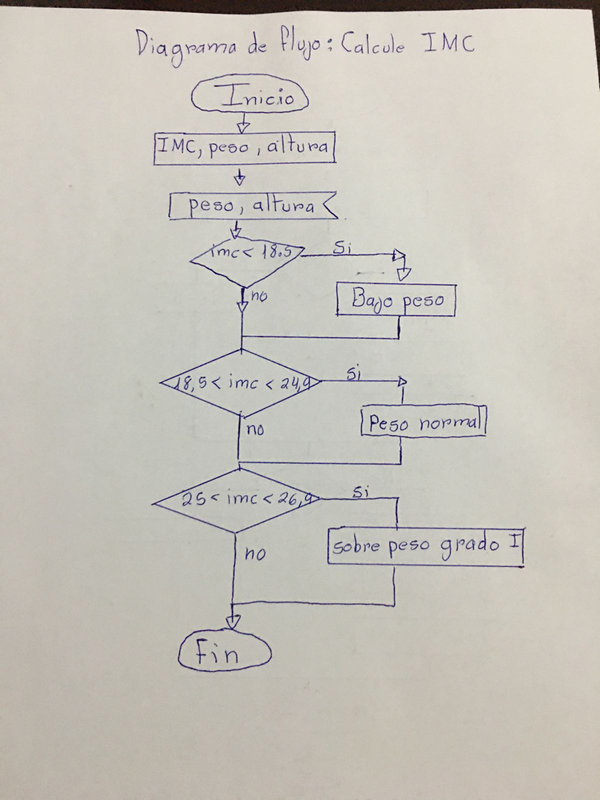 Diagrama de flujo: Calcule IMC
Inicio
IMC, peso, altura
peso, altura
imc < 18.5
Si
no
Bajo peso
18,5 < imc < 24,9
Si
no
Peso normal
25 < imc < 26,9
Si
no
sobre peso grado I
Fin